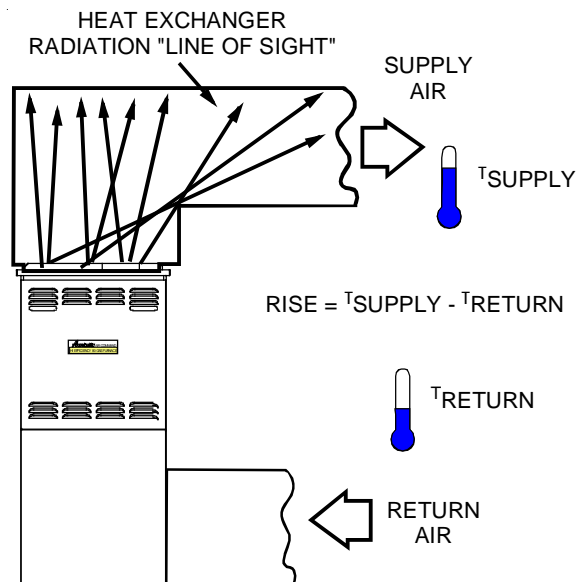 HEAT EXCHANGER
RADIATION "LINE OF SIGHT"
SUPPLY
AIR
TSUPPLY
RISE = TSUPPLY - TRETURN
TRETURN
RETURN
AIR